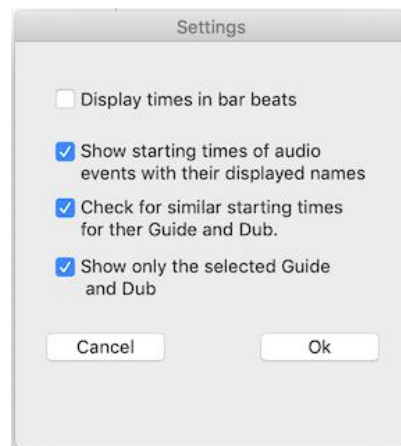 Settings
Display times in bar beats
Show starting times of audio
events with their displayed names
Check for similar starting times
for ther Guide and Dub.
Show only the selected Guide
and Dub
Cancel
Ok